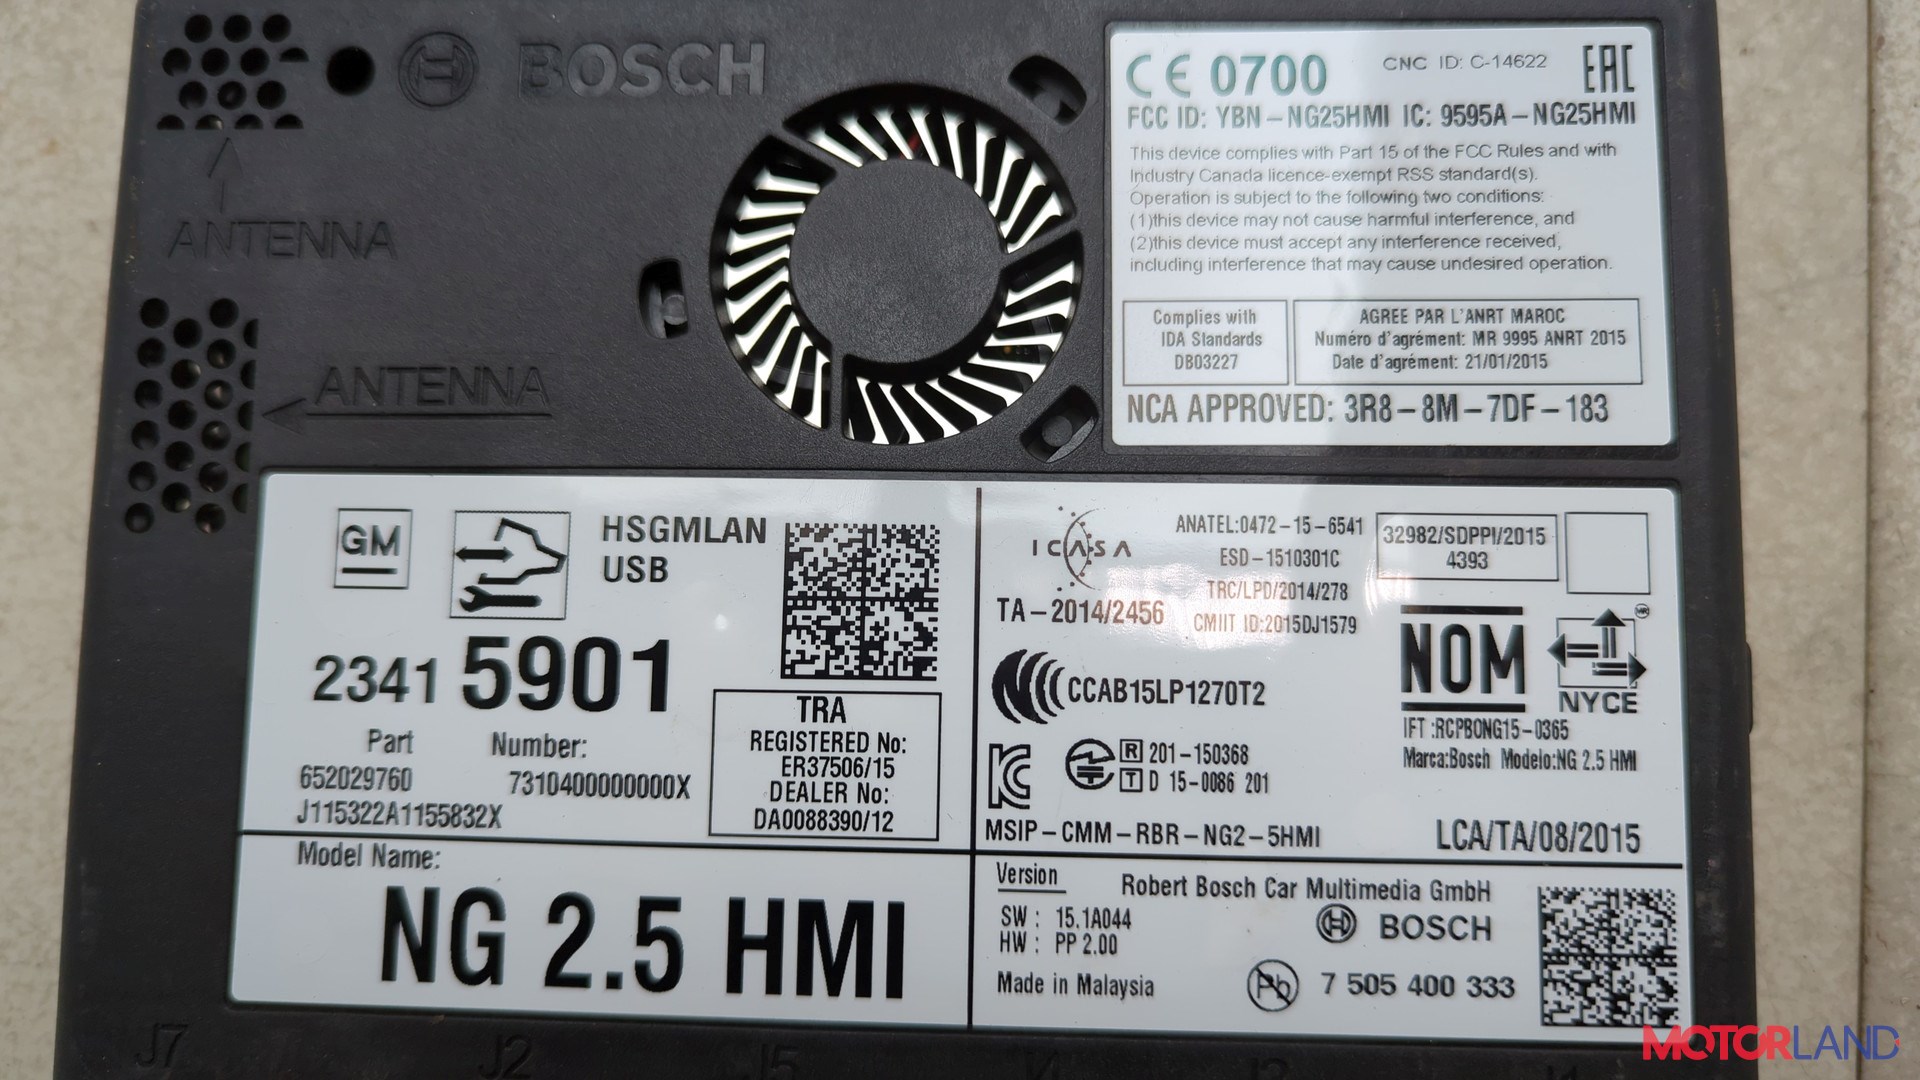 BOSCH
ANTENNA
ANTENNA
CE 0700
CNC ID: C-14622
EAC
FCC ID: YBN-NG25HMI IC: 9595A-NG25HMI
This device complies with Part 15 of the FCC Rules and with
Industry Canada licence-exempt RSS standard(s).
Operation is subject to the following two conditions:
(1)this device may not cause harmful interference, and
(2)this device must accept any interference received,
including interference that may cause undesired operation.
Complies with
IDA Standards
DB03227
AGREE PAR L'ANRT MAROC
Numéro d'agrément: MR 9995 ANRT 2015
Date d'agrément: 21/01/2015
NCA APPROVED: 3R8-8M-7DF-183
GM
HSGMLAN
USB
2341 5901
Part Number:
652029760 7310400000000X
J115322A1155832X
TRA
REGISTERED No:
ER37506/15
DEALER No:
DA0088390/12
Model Name:
NG 2.5 HMI
ICASA
TA-2014/2456
ANATEL:0472-15-6541
ESD-1510301C
TRC/LPD/2014/278
CMIIT ID:2015DJ1579
32982/SDPPI/2015
4393
CCAB15LP1270T2
NOM
NYCE
IFT :RCPBONG15-0365
Marca:Bosch Modelo:NG 2.5 HMI
R 201-150368
T D 15-0086 201
MSIP-CMM-RBR-NG2-5HMI
LCA/TA/08/2015
Version
SW : 15.1A044
HW : PP 2.00
Made in Malaysia
Robert Bosch Car Multimedia GmbH
BOSCH
Pb
7 505 400 333
J7 J2 J5
MOTORLAND